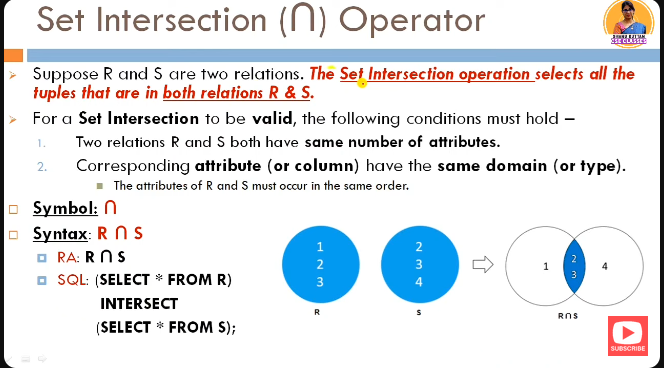 Set Intersection (∩) Operator
Suppose R and S are two relations. The Set Intersection operation selects all the
tuples that are in both relations R & S.
For a Set Intersection to be valid, the following conditions must hold –
1. Two relations R and S both have same number of attributes.
2. Corresponding attribute (or column) have the same domain (or type).
The attributes of R and S must occur in the same order.
Symbol: ∩
Syntax: R ∩ S
RA: R ∩ S
SQL: (SELECT * FROM R)
INTERSECT
(SELECT * FROM S);
1
2
3
R
2
3
4
S
1
2
3
4
R∩S
SUBSCRIBE
CSE CLASSES